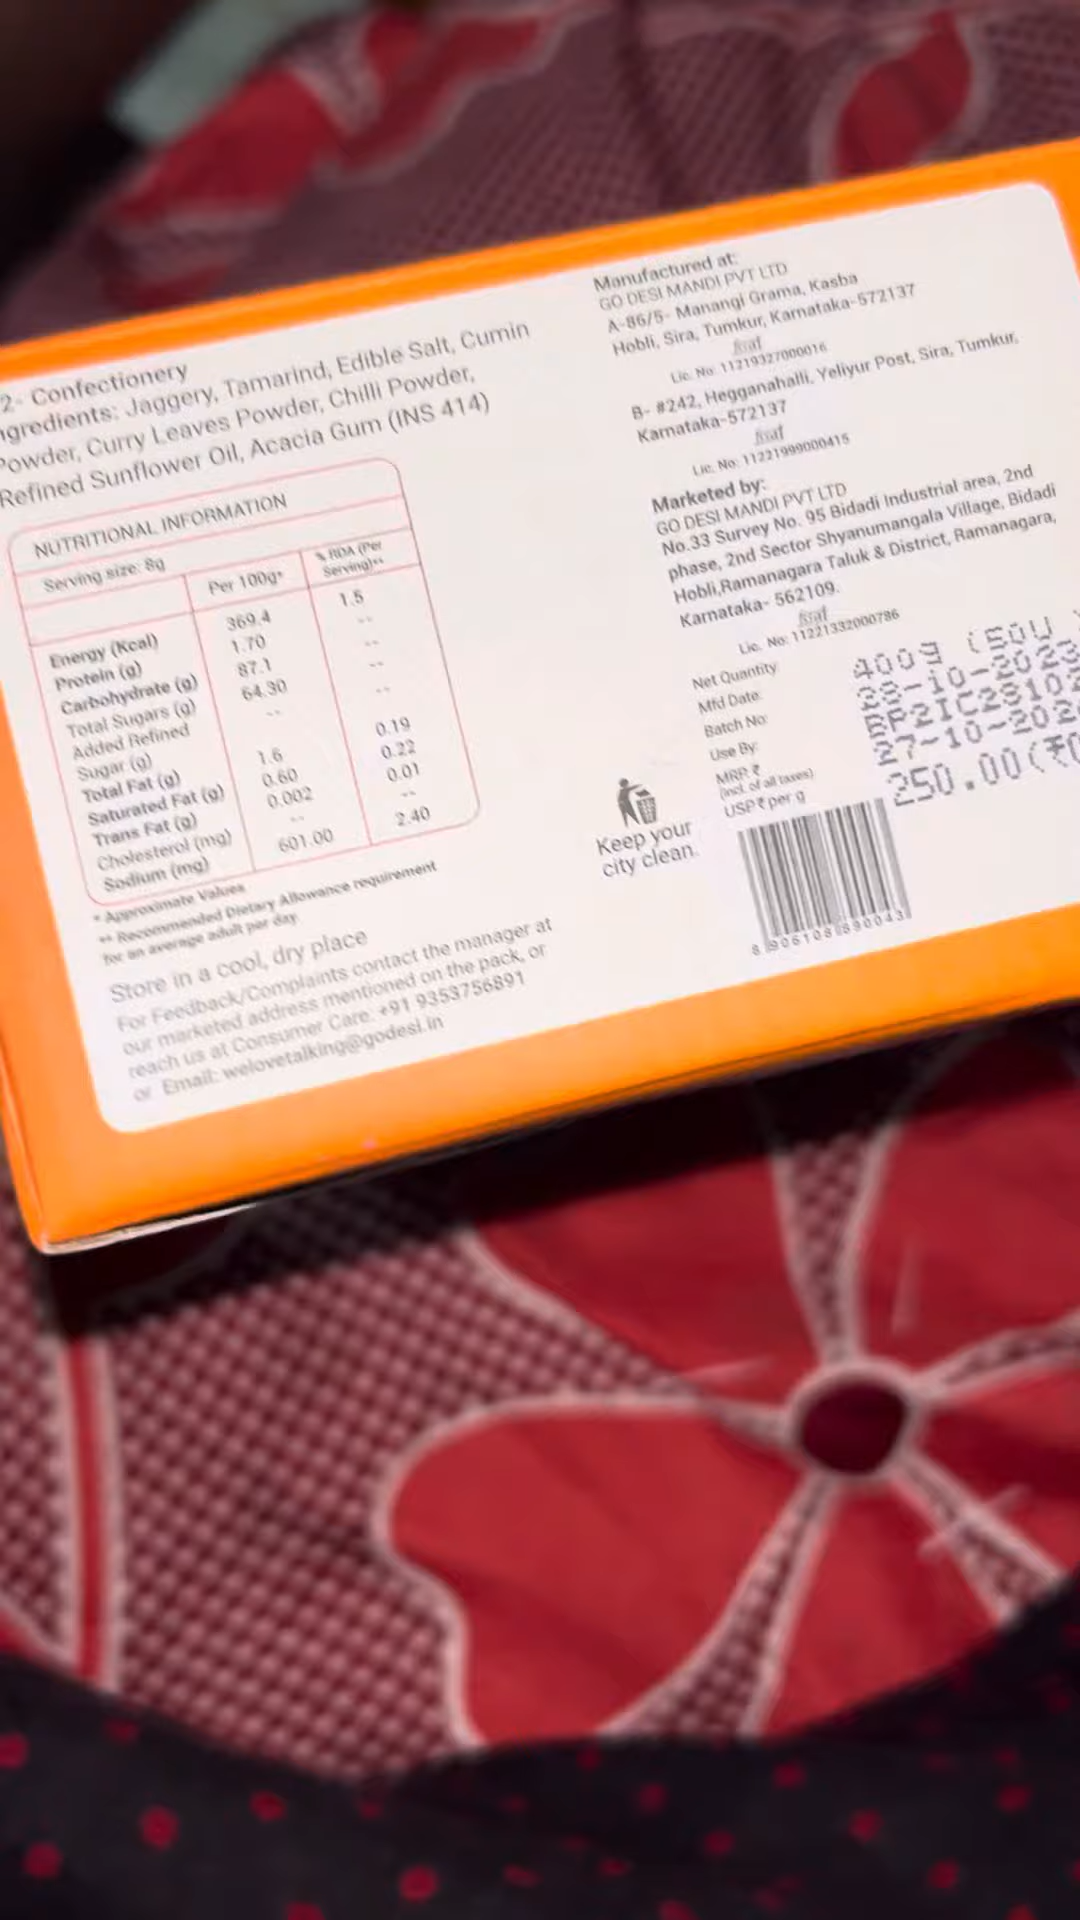 2- Confectionery
ngredients: Jaggery, Tamarind, Edible Salt, Cumin
Powder, Curry Leaves Powder, Chilli Powder,
Refined Sunflower Oil, Acacia Gum (INS 414)
NUTRITIONAL INFORMATION
Serving size: 8g
Per 100g*
% RDA (Per
Serving)**
Energy (Kcal) 369.4 1.5
Protein (g) 1.70 --
Carbohydrate (g) 87.1 --
Total Sugars (g) 64.30 --
Added Refined
Sugar (g) -- --
Total Fat (g) 1.6 0.19
Saturated Fat (g) 0.60 0.22
Trans Fat (g) 0.002 0.01
Cholesterol (mg) -- --
Sodium (mg) 601.00 2.40
* Approximate Values
** Recommended Dietary Allowance requirement
for an average adult per day
Store in a cool, dry place
For Feedback/Complaints contact the manager at
our marketed address mentioned on the pack, or
reach us at Consumer Care: +91 9353756891
or Email: welovetalking@godesi.in
Manufactured at:
GO DESI MANDI PVT LTD
A-86/5- Manangi Grama, Kasba
Hobli, Sira, Tumkur, Karnataka-572137
fssai
Lic. No: 11219327000016
B- #242, Hegganahalli, Yeliyur Post, Sira, Tumkur,
Karnataka-572137
fssai
Lic. No: 11221999000415
Marketed by:
GO DESI MANDI PVT LTD
No.33 Survey No. 95 Bidadi Industrial area, 2nd
phase, 2nd Sector Shyanumangala Village, Bidadi
Hobli,Ramanagara Taluk & District, Ramanagara,
Karnataka- 562109.
fssai
Lic. No: 11221332000786
Net Quantity 400g
Mfd Date: 28-10-2023
Batch No:
Use By: 27-10-202
MRP ₹ 250.00
(incl. of all taxes)
USP ₹ per g
Keep your
city clean.
8 906108 890043